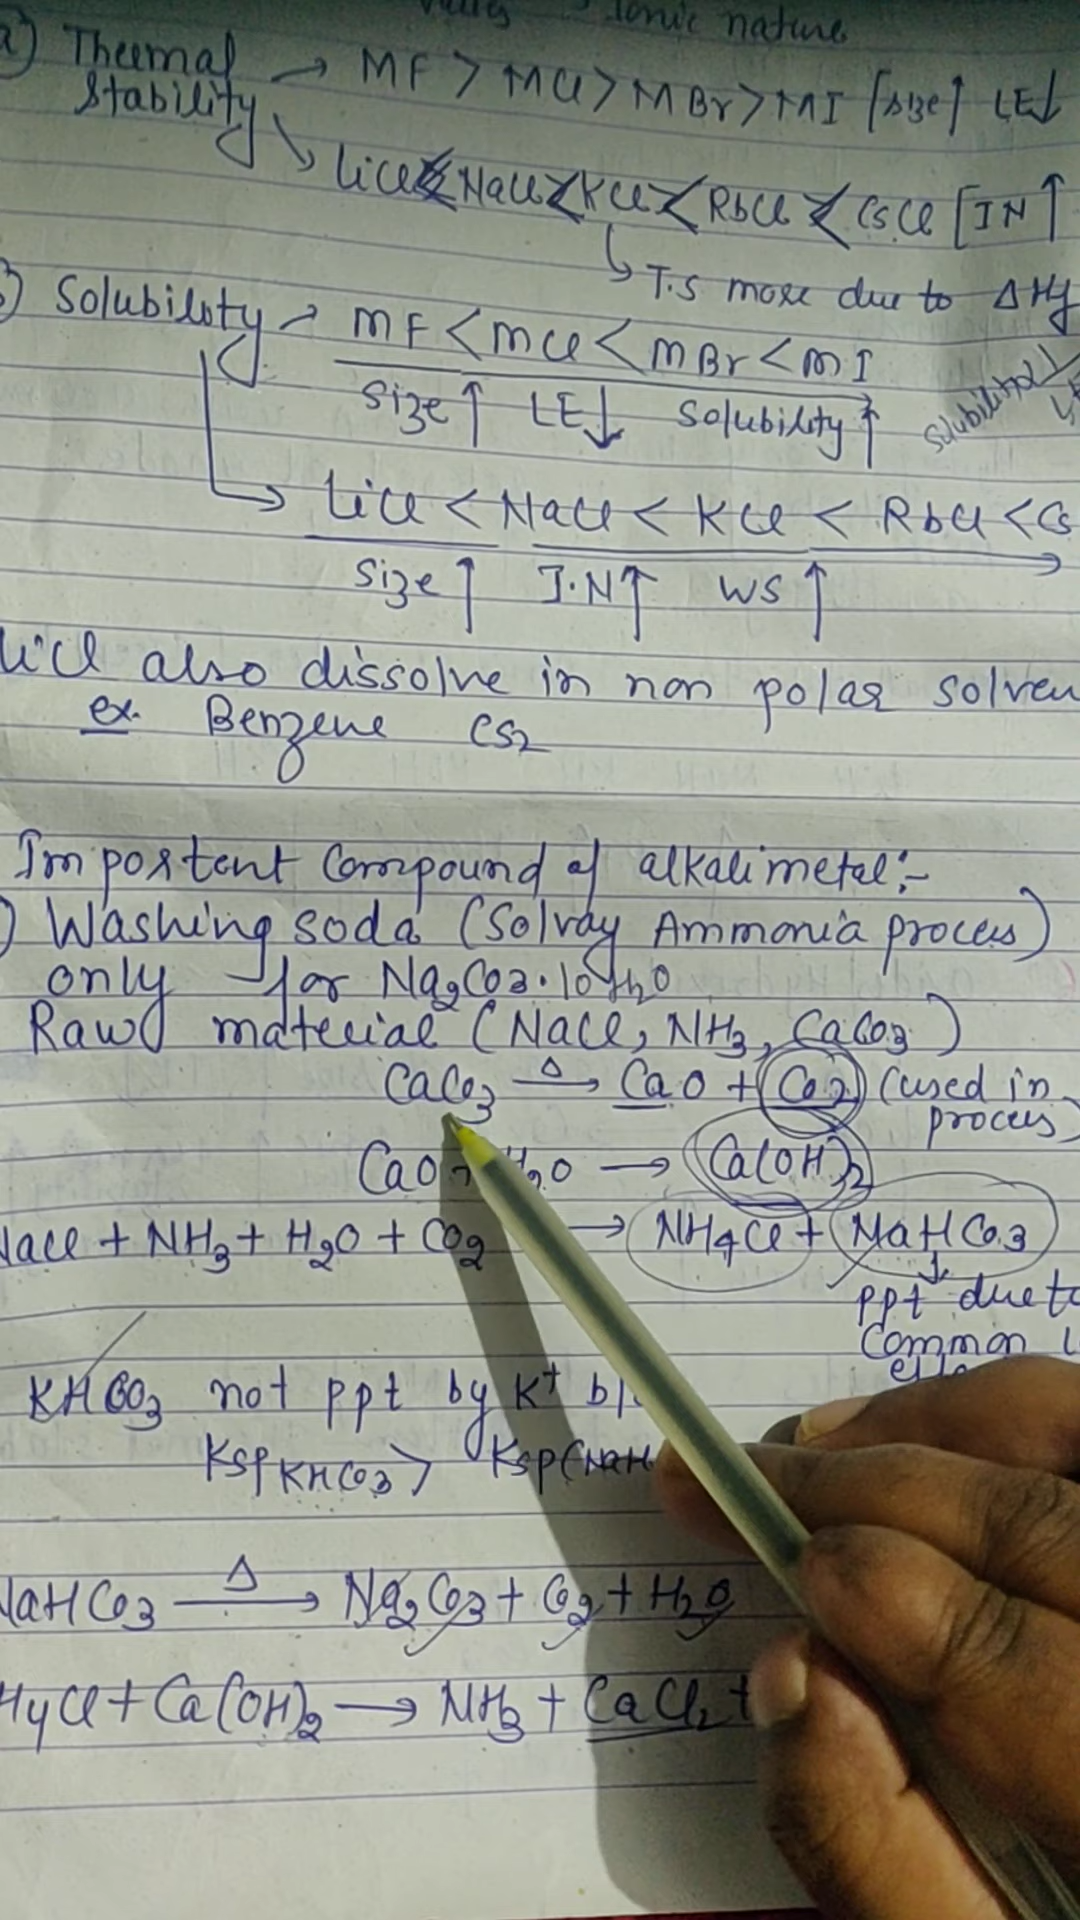 ionic nature
2) Thermal Stability → MF > MCl > MBr > MI [size↑ LE↓
↘ LiCl < NaCl < KCl < RbCl < CsCl [IN↑
↳ T.S more due to ΔHf
) Solubility → MF < MCl < MBr < MI
Size↑ LE↓ Solubility↑
Solubility
→ LiCl < NaCl < KCl < RbCl < Cs
Size↑ I.N↑ WS↑
LiCl also dissolve in non polar solven
ex. Benzene CS2
Importent Compound of alkali metal:-
) Washing soda (Solvay Ammonia process)
only for Na2CO3·10H2O
Raw material (NaCl, NH3, CaCO3)
CaCO3 —Δ→ CaO + CO2 (used in process)
CaO + H2O → Ca(OH)2
NaCl + NH3 + H2O + CO2 → NH4Cl + NaHCO3
↓
ppt due to
Common
KHCO3 not ppt by K+ b/
Ksp KHCO3 > Ksp(NaH
NaHCO3 —Δ→ Na2CO3 + CO2 + H2O
H4Cl + Ca(OH)2 → NH3 + CaCl2 +